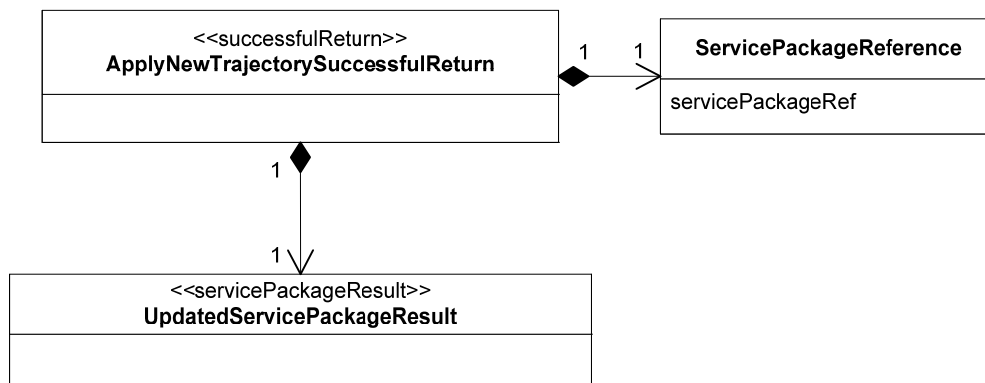 <<successfulReturn>>
ApplyNewTrajectorySuccessfulReturn
1
1
ServicePackageReference
servicePackageRef
1
1
<<servicePackageResult>>
UpdatedServicePackageResult